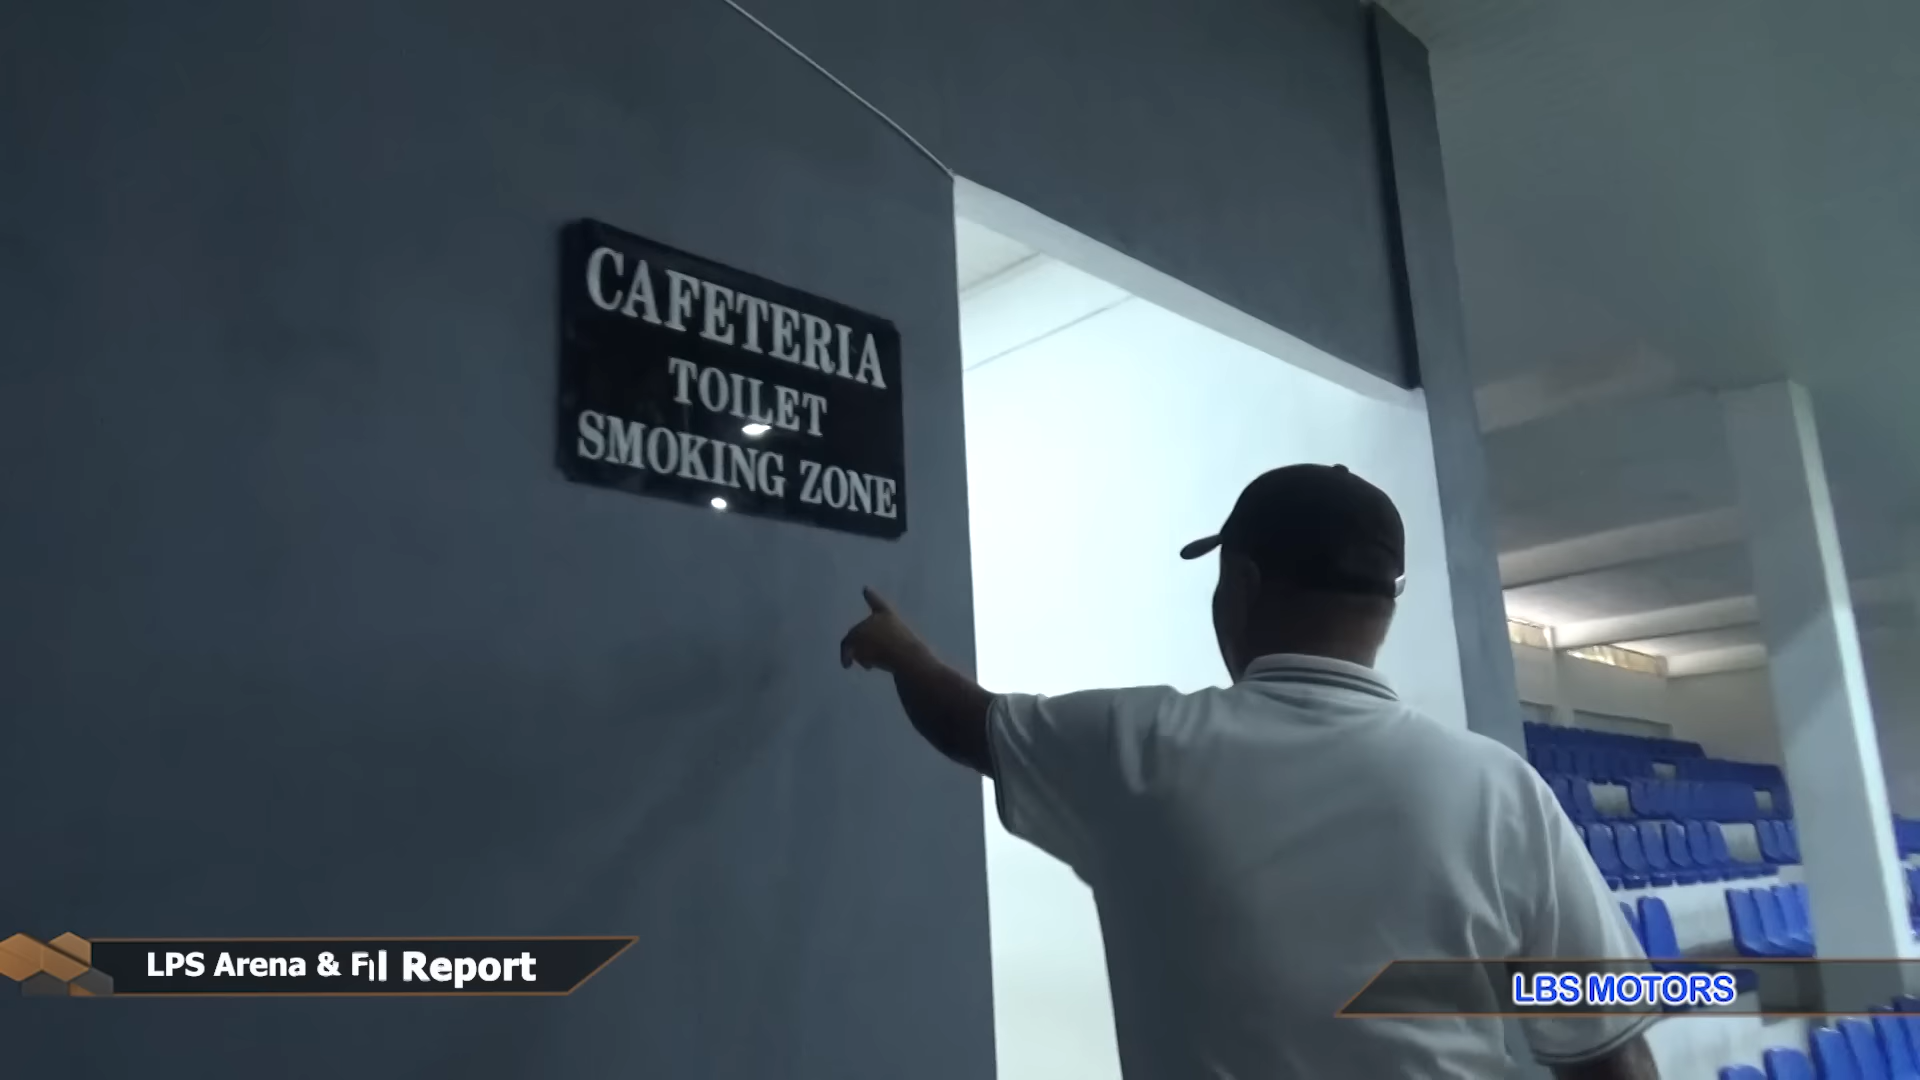 CAFETERIA
TOILET
SMOKING ZONE
LPS Arena & Report
LBS MOTORS